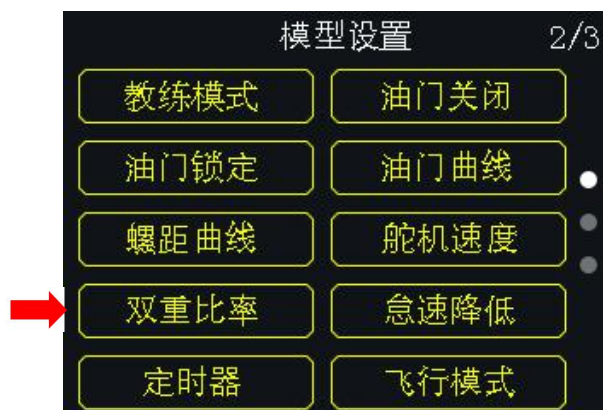 模型设置 2/3
教练模式 油门关闭
油门锁定 油门曲线
螺距曲线 舵机速度
双重比率 怠速降低
定时器 飞行模式